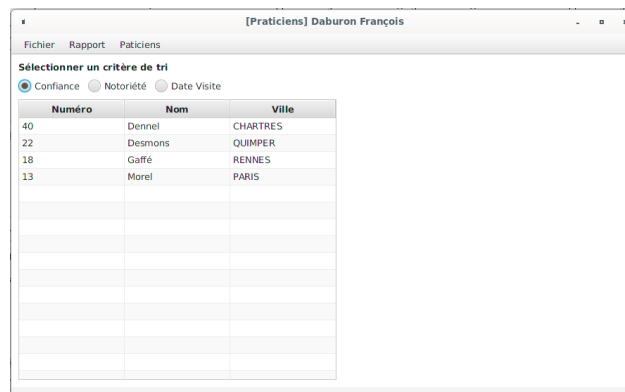 [Praticiens] Daburon François
Fichier Rapport Paticiens
Sélectionner un critère de tri
Confiance Notoriété Date Visite
Numéro Nom Ville
40 Dennel CHARTRES
22 Desmons QUIMPER
18 Gaffé RENNES
13 Morel PARIS